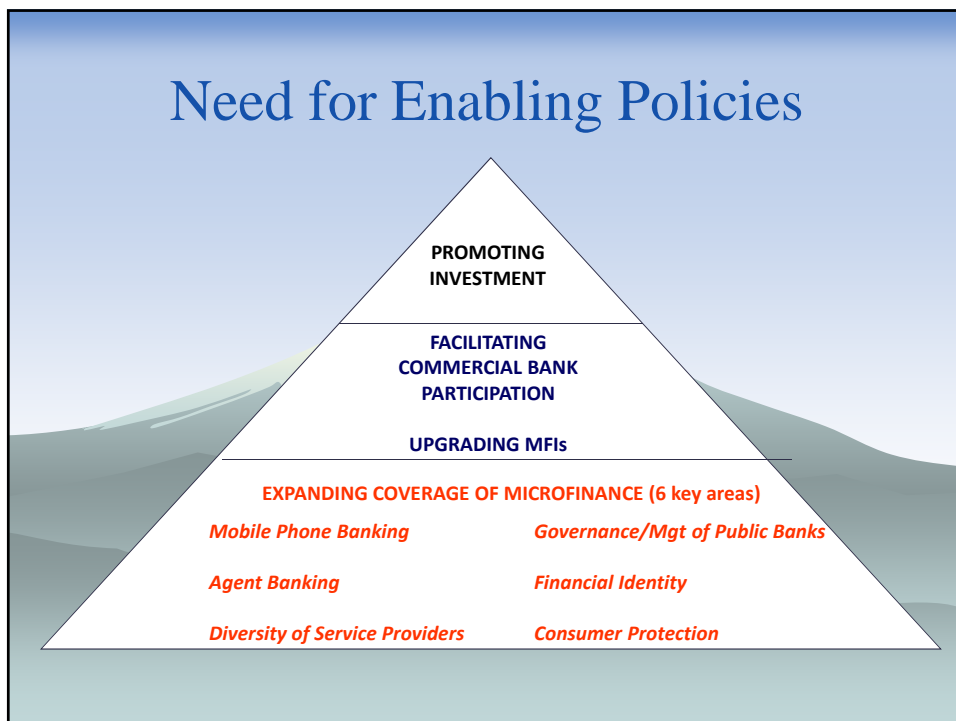 Need for Enabling Policies
PROMOTING
INVESTMENT
FACILITATING
COMMERCIAL BANK
PARTICIPATION
UPGRADING MFIs
EXPANDING COVERAGE OF MICROFINANCE (6 key areas)
Mobile Phone Banking
Agent Banking
Diversity of Service Providers
Governance/Mgt of Public Banks
Financial Identity
Consumer Protection